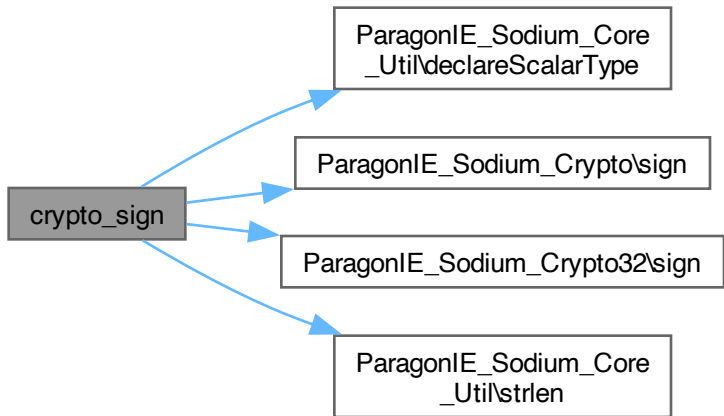 ParagonIE_Sodium_Core
_Util\declareScalarType
ParagonIE_Sodium_Crypto\sign
crypto_sign
ParagonIE_Sodium_Crypto32\sign
ParagonIE_Sodium_Core
_Util\strlen